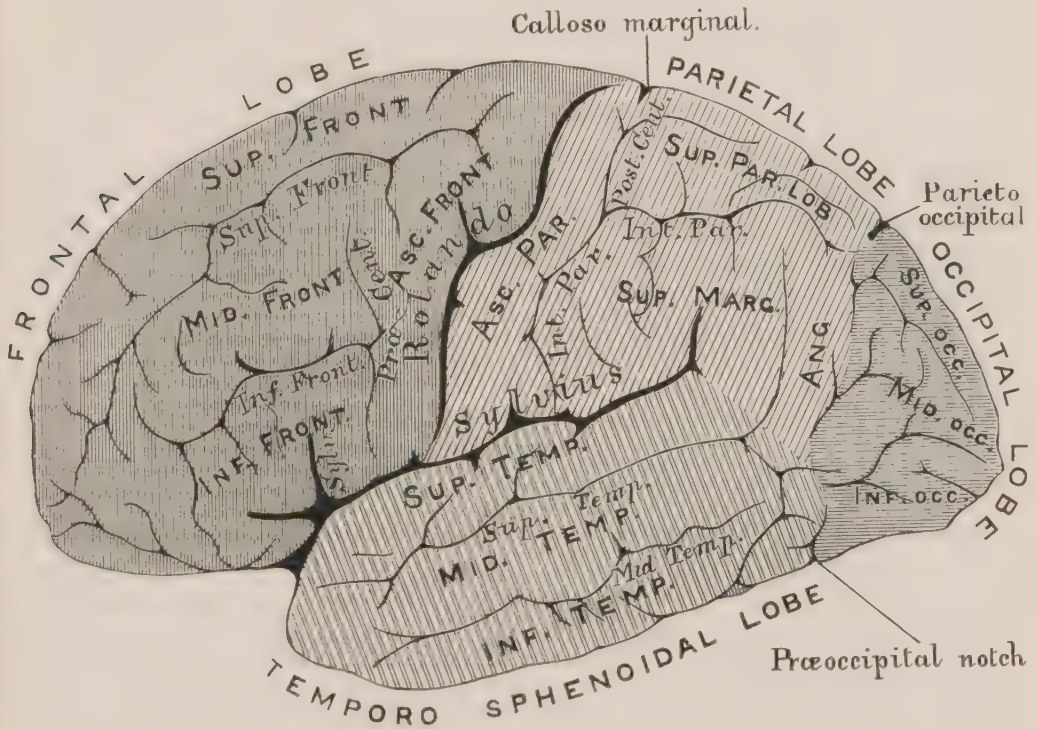 Calloso marginal.
FRONTAL LOBE
PARIETAL LOBE
Parieto
occipital
OCCIPITAL LOBE
SUP. FRONT
Sup. Front
ASC. FRONT
Post. Cent.
SUP. PAR. LOB
MID. FRONT
Præ Cent.
Rolando
ASC. PAR.
Int. Par.
Int. Par.
SUP. MARG.
ANG
SUP. OCC.
MID. OCC.
INF. OCC.
Inf. Front.
INF. FRONT.
Sylv.
Sylvius
SUP. TEMP.
Sup. Temp.
MID. TEMP.
Mid Temp.
INF. TEMP.
TEMPORO SPHENOIDAL LOBE
Præoccipital notch